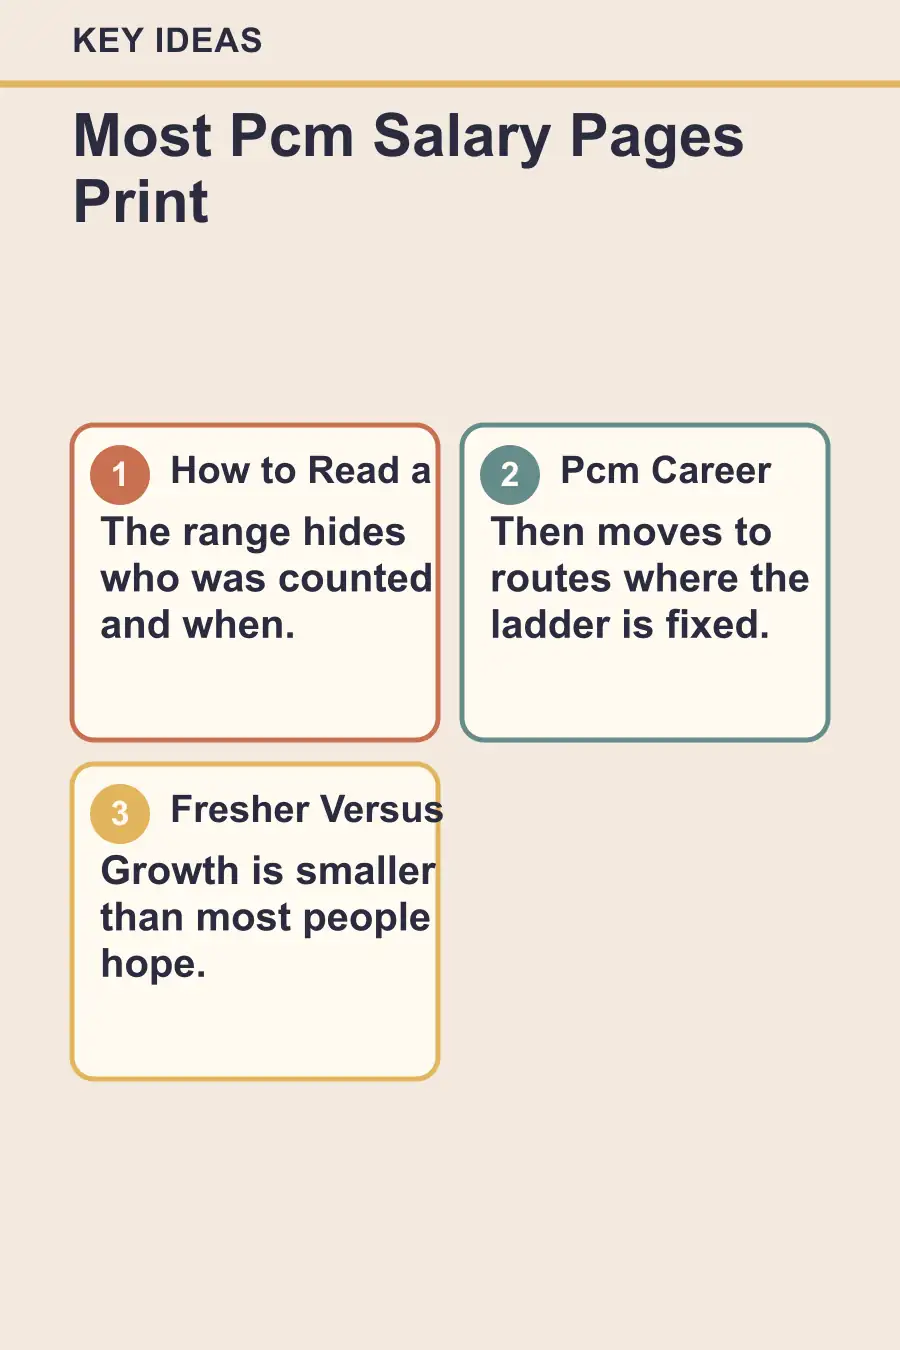 KEY IDEAS
Most Pcm Salary Pages
Print
1
How to Read a
The range hides
who was counted
and when.
2
Pcm Career
Then moves to
routes where the
ladder is fixed.
3
Fresher Versus
Growth is smaller
than most people
hope.